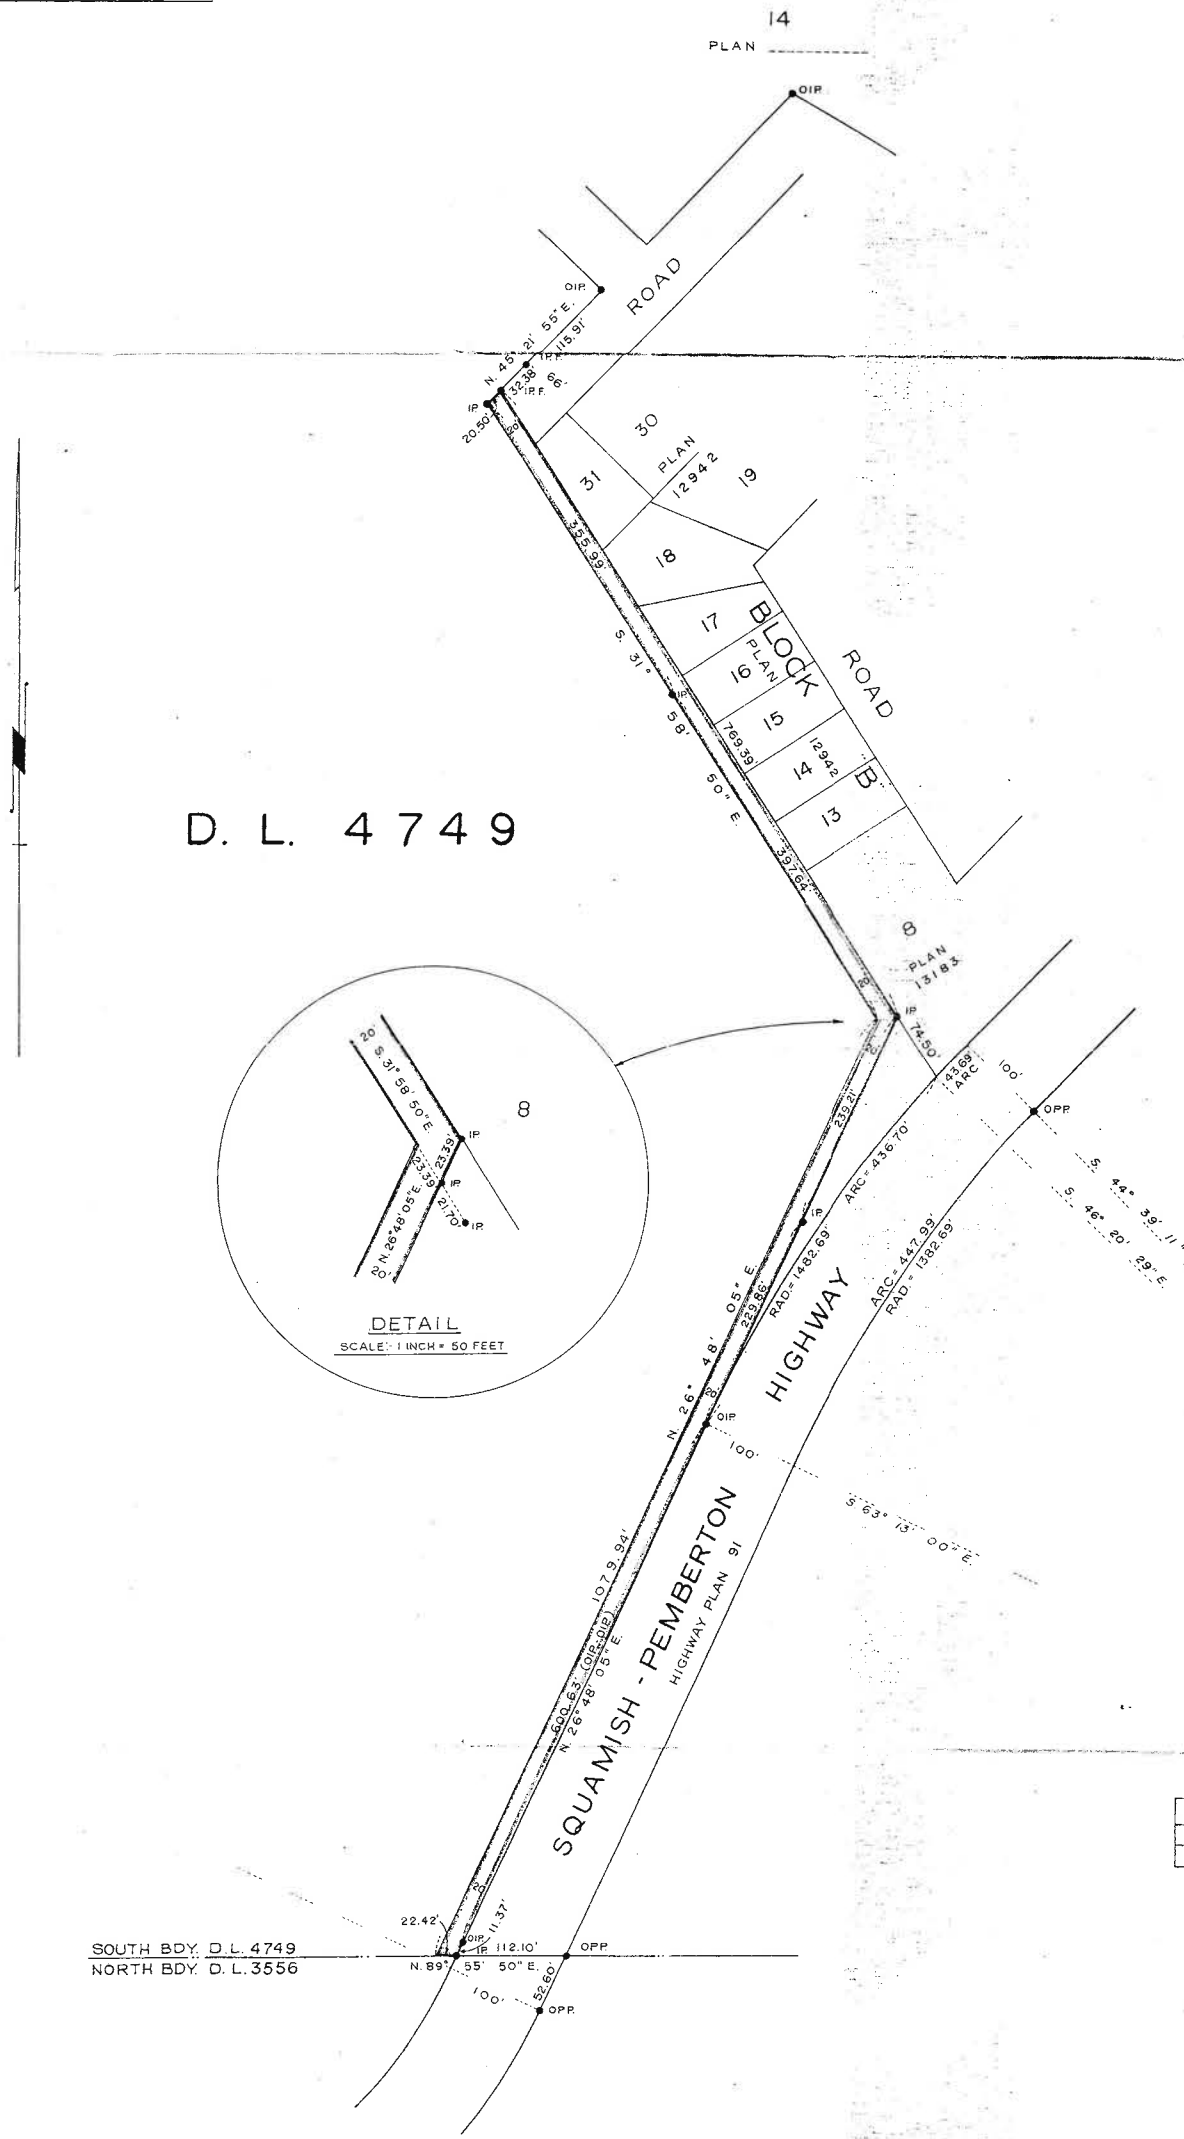 14
PLAN
OIP.
OIP.
ROAD
N. 45° 21' 55" E.
115.91'
I.P.F.
32.38'
66'
I.P.F.
IP.
20.50'
20'
30
PLAN
12942
19
31
355.99'
18
S. 31° 58' 50" E.
17
BLOCK "B"
PLAN
12942
16
ROAD
IP.
15
769.39'
14
13
D. L. 4749
397.64'
8
PLAN
13183
20'
IP.
74.50'
20'
43.69'
ARC
100'
OPP.
239.21'
ARC = 436.70'
S. 44° 39' 11"
S. 46° 20' 29" E.
20'
S. 31° 58' 50" E.
8
IP.
23.39'
23.39'
IP.
21.70'
IP.
N. 26° 48' 05" E.
20'
DETAIL
SCALE:- 1 INCH = 50 FEET
IP.
RAD. = 1482.69'
ARC = 447.99'
RAD. = 1382.69'
HIGHWAY
N. 26° 48' 05" E.
229.86'
20'
OIP.
100'
S. 63° 13' 00" E.
1079.94'
600.63' (OIP.-OIP.)
N. 26° 48' 05" E.
SQUAMISH - PEMBERTON
HIGHWAY PLAN 91
20'
22.42'
11.37'
OIP.
IP.
112.10'
OPP.
SOUTH BDY. D.L. 4749
NORTH BDY. D.L. 3556
N. 89° 55' 50" E.
52.60'
100'
OPP.